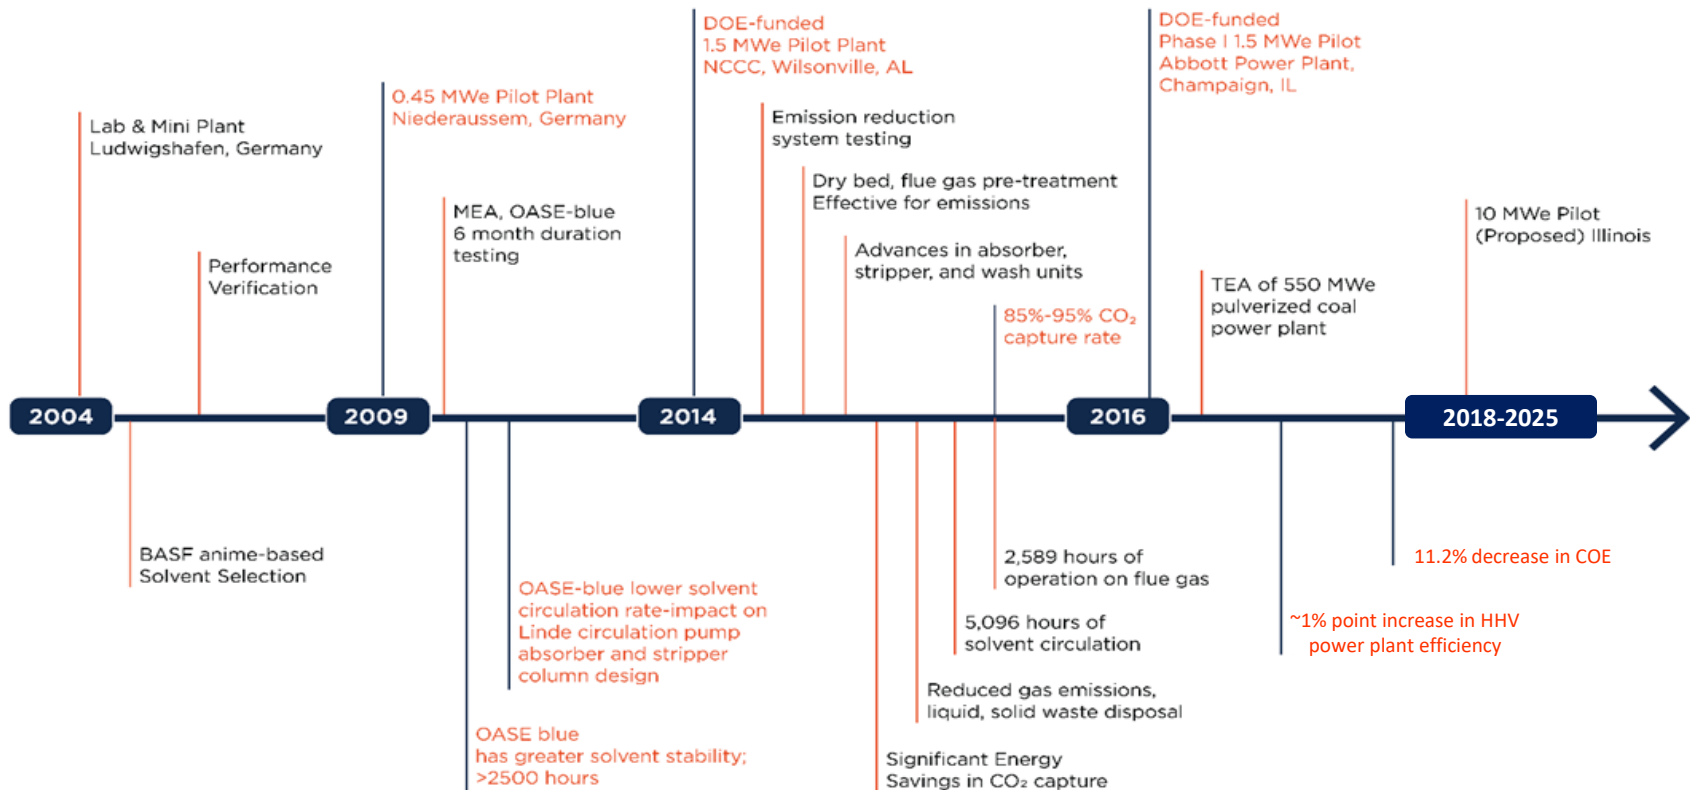 Lab & Mini Plant
Ludwigshafen, Germany
Performance
Verification
0.45 MWe Pilot Plant
Niederaussem, Germany
MEA, OASE-blue
6 month duration
testing
DOE-funded
1.5 MWe Pilot Plant
NCCC, Wilsonville, AL
Emission reduction
system testing
Dry bed, flue gas pre-treatment
Effective for emissions
Advances in absorber,
stripper, and wash units
85%-95% CO₂
capture rate
DOE-funded
Phase I 1.5 MWe Pilot
Abbott Power Plant,
Champaign, IL
TEA of 550 MWe
pulverized coal
power plant
10 MWe Pilot
(Proposed) Illinois
2004
2009
2014
2016
2018-2025
BASF anime-based
Solvent Selection
OASE-blue lower solvent
circulation rate-impact on
Linde circulation pump
absorber and stripper
column design
OASE blue
has greater solvent stability;
>2500 hours
2,589 hours of
operation on flue gas
5,096 hours of
solvent circulation
Reduced gas emissions,
liquid, solid waste disposal
Significant Energy
Savings in CO₂ capture
11.2% decrease in COE
~1% point increase in HHV
power plant efficiency